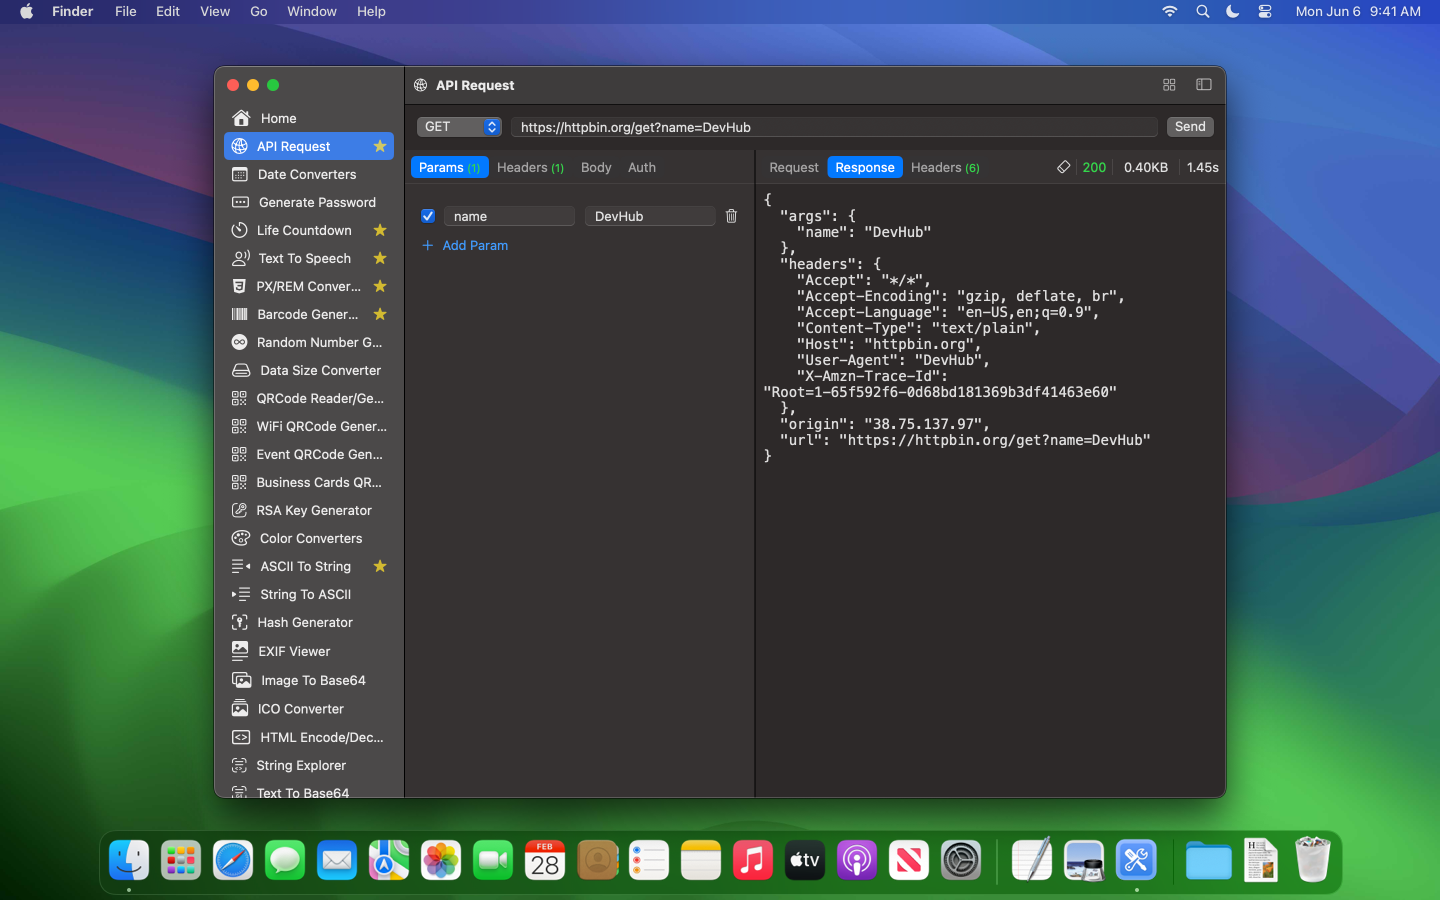 Finder File Edit View Go Window Help Mon Jun 6 9:41 AM
API Request
Home
API Request
Date Converters
Generate Password
Life Countdown
Text To Speech
PX/REM Conver...
Barcode Gener...
Random Number G...
Data Size Converter
QRCode Reader/Ge...
WiFi QRCode Gener...
Event QRCode Gen...
Business Cards QR...
RSA Key Generator
Color Converters
ASCII To String
String To ASCII
Hash Generator
EXIF Viewer
Image To Base64
ICO Converter
HTML Encode/Dec...
String Explorer
Text To Base64
GET https://httpbin.org/get?name=DevHub Send
Params (1) Headers (1) Body Auth
name DevHub
Add Param
Request Response Headers (6) 200 0.40KB 1.45s
{
"args": {
"name": "DevHub"
},
"headers": {
"Accept": "*/*",
"Accept-Encoding": "gzip, deflate, br",
"Accept-Language": "en-US,en;q=0.9",
"Content-Type": "text/plain",
"Host": "httpbin.org",
"User-Agent": "DevHub",
"X-Amzn-Trace-Id":
"Root=1-65f592f6-0d68bd181369b3df41463e60"
},
"origin": "38.75.137.97",
"url": "https://httpbin.org/get?name=DevHub"
}
FEB
28
tv